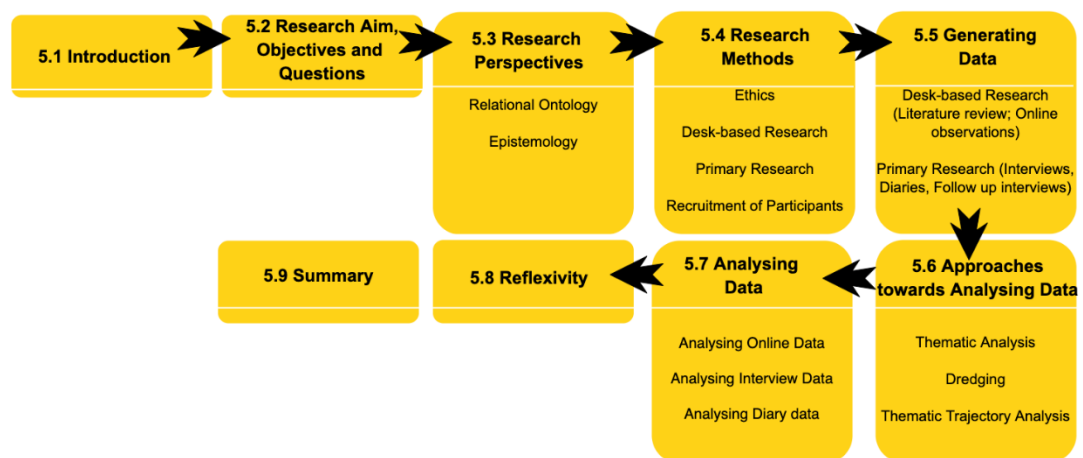 5.1 Introduction
5.2 Research Aim,
Objectives and
Questions
5.3 Research
Perspectives
Relational Ontology
Epistemology
5.4 Research
Methods
Ethics
Desk-based Research
Primary Research
Recruitment of Participants
5.5 Generating
Data
Desk-based Research
(Literature review; Online
observations)
Primary Research (Interviews,
Diaries, Follow up interviews)
5.6 Approaches
towards Analysing Data
Thematic Analysis
Dredging
Thematic Trajectory Analysis
5.7 Analysing
Data
Analysing Online Data
Analysing Interview Data
Analysing Diary data
5.8 Reflexivity
5.9 Summary